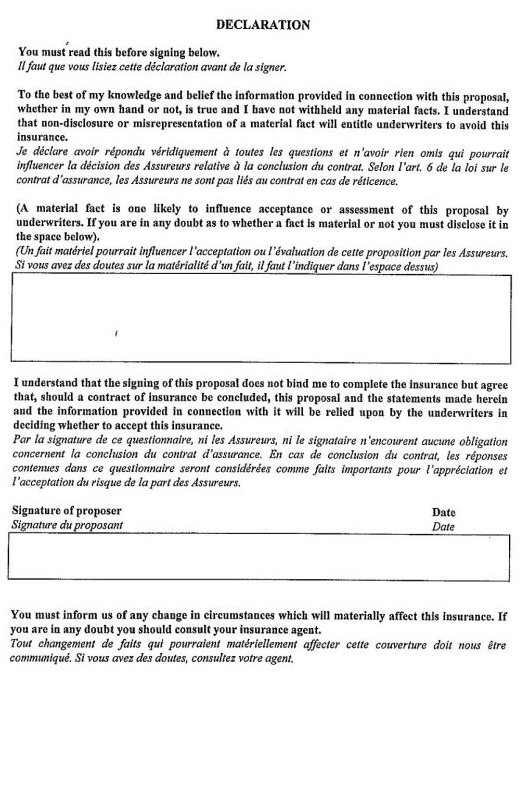 DECLARATION
You must read this before signing below.
Il faut que vous lisiez cette déclaration avant de la signer.
To the best of my knowledge and belief the information provided in connection with this proposal,
whether in my own hand or not, is true and I have not withheld any material facts. I understand
that non-disclosure or misrepresentation of a material fact will entitle underwriters to avoid this
insurance.
Je déclare avoir répondu véridiquement à toutes les questions et n'avoir rien omis qui pourrait
influencer la décision des Assureurs relative à la conclusion du contrat. Selon l'art. 6 de la loi sur le
contrat d'assurance, les Assureurs ne sont pas liés au contrat en cas de réticence.
(A material fact is one likely to influence acceptance or assessment of this proposal by
underwriters. If you are in any doubt as to whether a fact is material or not you must disclose it in
the space below).
(Un fait matériel pourrait influencer l'acceptation ou l'évaluation de cette proposition par les Assureurs.
Si vous avez des doutes sur la matérialité d'un fait, il faut l'indiquer dans l'espace dessus)
I understand that the signing of this proposal does not bind me to complete the insurance but agree
that, should a contract of insurance be concluded, this proposal and the statements made herein
and the information provided in connection with it will be relied upon by the underwriters in
deciding whether to accept this insurance.
Par la signature de ce questionnaire, ni les Assureurs, ni le signataire n'encourent aucune obligation
concernent la conclusion du contrat d'assurance. En cas de conclusion du contrat, les réponses
contenues dans ce questionnaire seront considérées comme faits importants pour l'appréciation et
l'acceptation du risque de la part des Assureurs.
Signature of proposer Date
Signature du proposant Date
You must inform us of any change in circumstances which will materially affect this insurance. If
you are in any doubt you should consult your insurance agent.
Tout changement de faits qui pourraient matériellement affecter cette couverture doit nous être
communiqué. Si vous avez des doutes, consultez votre agent.